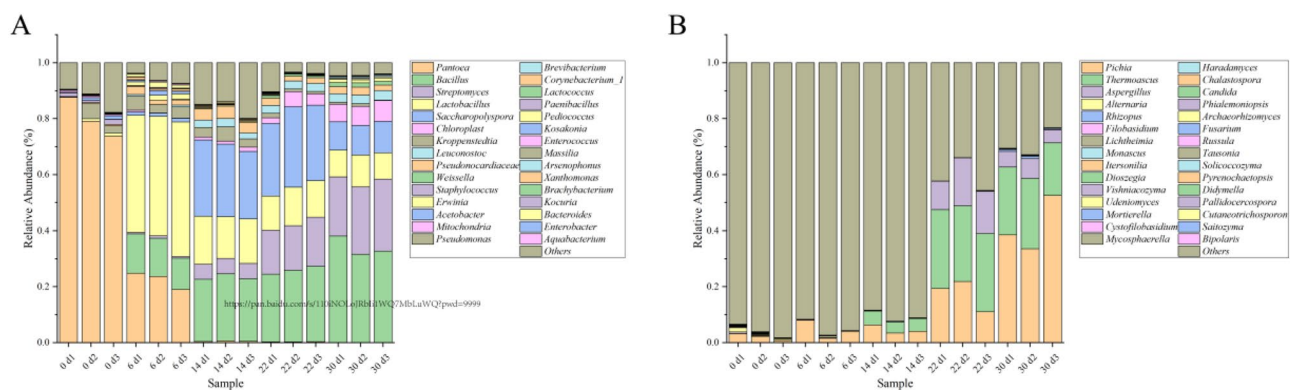 A
Relative Abundance (%)
1.0
0.8
0.6
0.4
0.2
0.0
0 d1
0 d2
0 d3
6 d1
6 d2
6 d3
14 d1
14 d2
14 d3
22 d1
22 d2
22 d3
30 d1
30 d2
30 d3
Sample
Pantoea
Bacillus
Streptomyces
Lactobacillus
Saccharopolyspora
Chloroplast
Kroppenstedtia
Leuconostoc
Pseudonocardiaceae
Weissella
Staphylococcus
Erwinia
Acetobacter
Mitochondria
Pseudomonas
Brevibacterium
Corynebacterium_1
Lactococcus
Paenibacillus
Pediococcus
Kosakonia
Enterococcus
Massilia
Arsenophonus
Xanthomonas
Brachybacterium
Kocuria
Bacteroides
Enterobacter
Aquabacterium
Others
B
Relative Abundance (%)
1.0
0.8
0.6
0.4
0.2
0.0
0 d1
0 d2
0 d3
6 d1
6 d2
6 d3
14 d1
14 d2
14 d3
22 d1
22 d2
22 d3
30 d1
30 d2
30 d3
Sample
Pichia
Thermoascus
Aspergillus
Alternaria
Rhizopus
Filobasidium
Lichtheimia
Monascus
Itersonilia
Dioszegia
Vishniacozyma
Udeniomyces
Mortierella
Cystofilobasidium
Mycosphaerella
Haradamyces
Chalastospora
Candida
Phialemoniopsis
Archaeorhizomyces
Fusarium
Russula
Tausonia
Solicoccozyma
Pyrenochaetopsis
Didymella
Pallidocercospora
Cutaneotrichosporon
Saitozyma
Bipolaris
Others